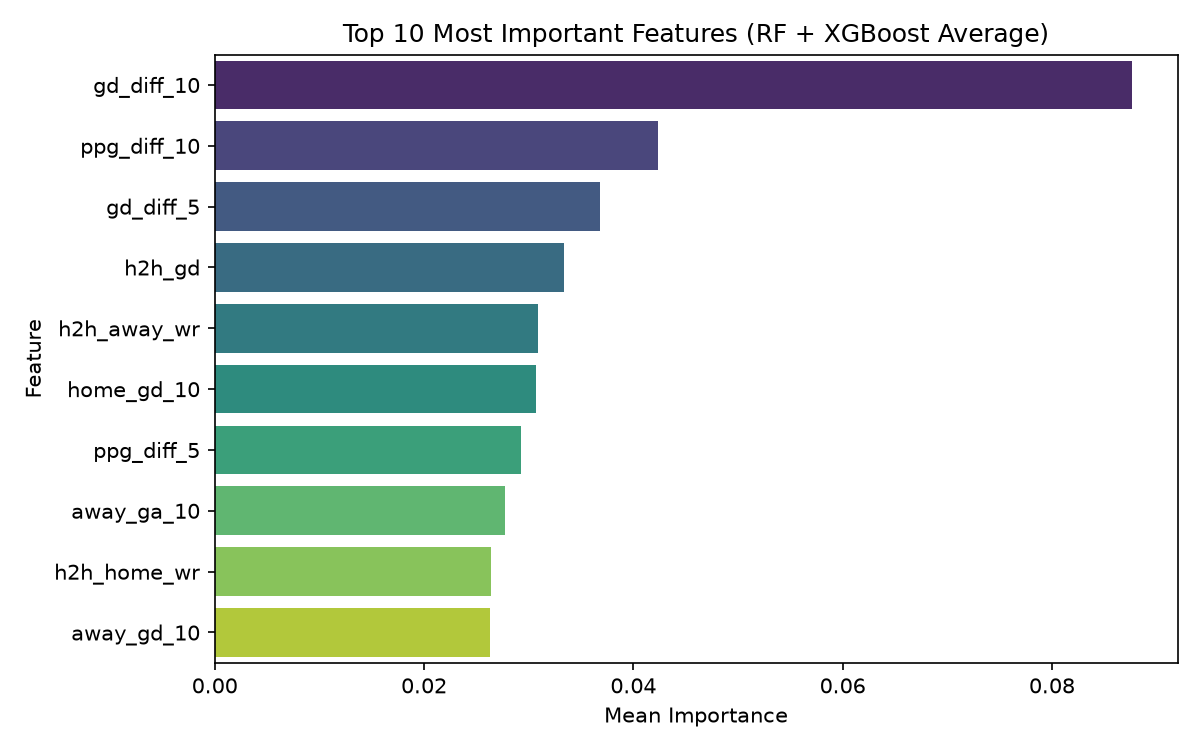 Top 10 Most Important Features (RF + XGBoost Average)
Feature
gd_diff_10
ppg_diff_10
gd_diff_5
h2h_gd
h2h_away_wr
home_gd_10
ppg_diff_5
away_ga_10
h2h_home_wr
away_gd_10
0.00 0.02 0.04 0.06 0.08
Mean Importance